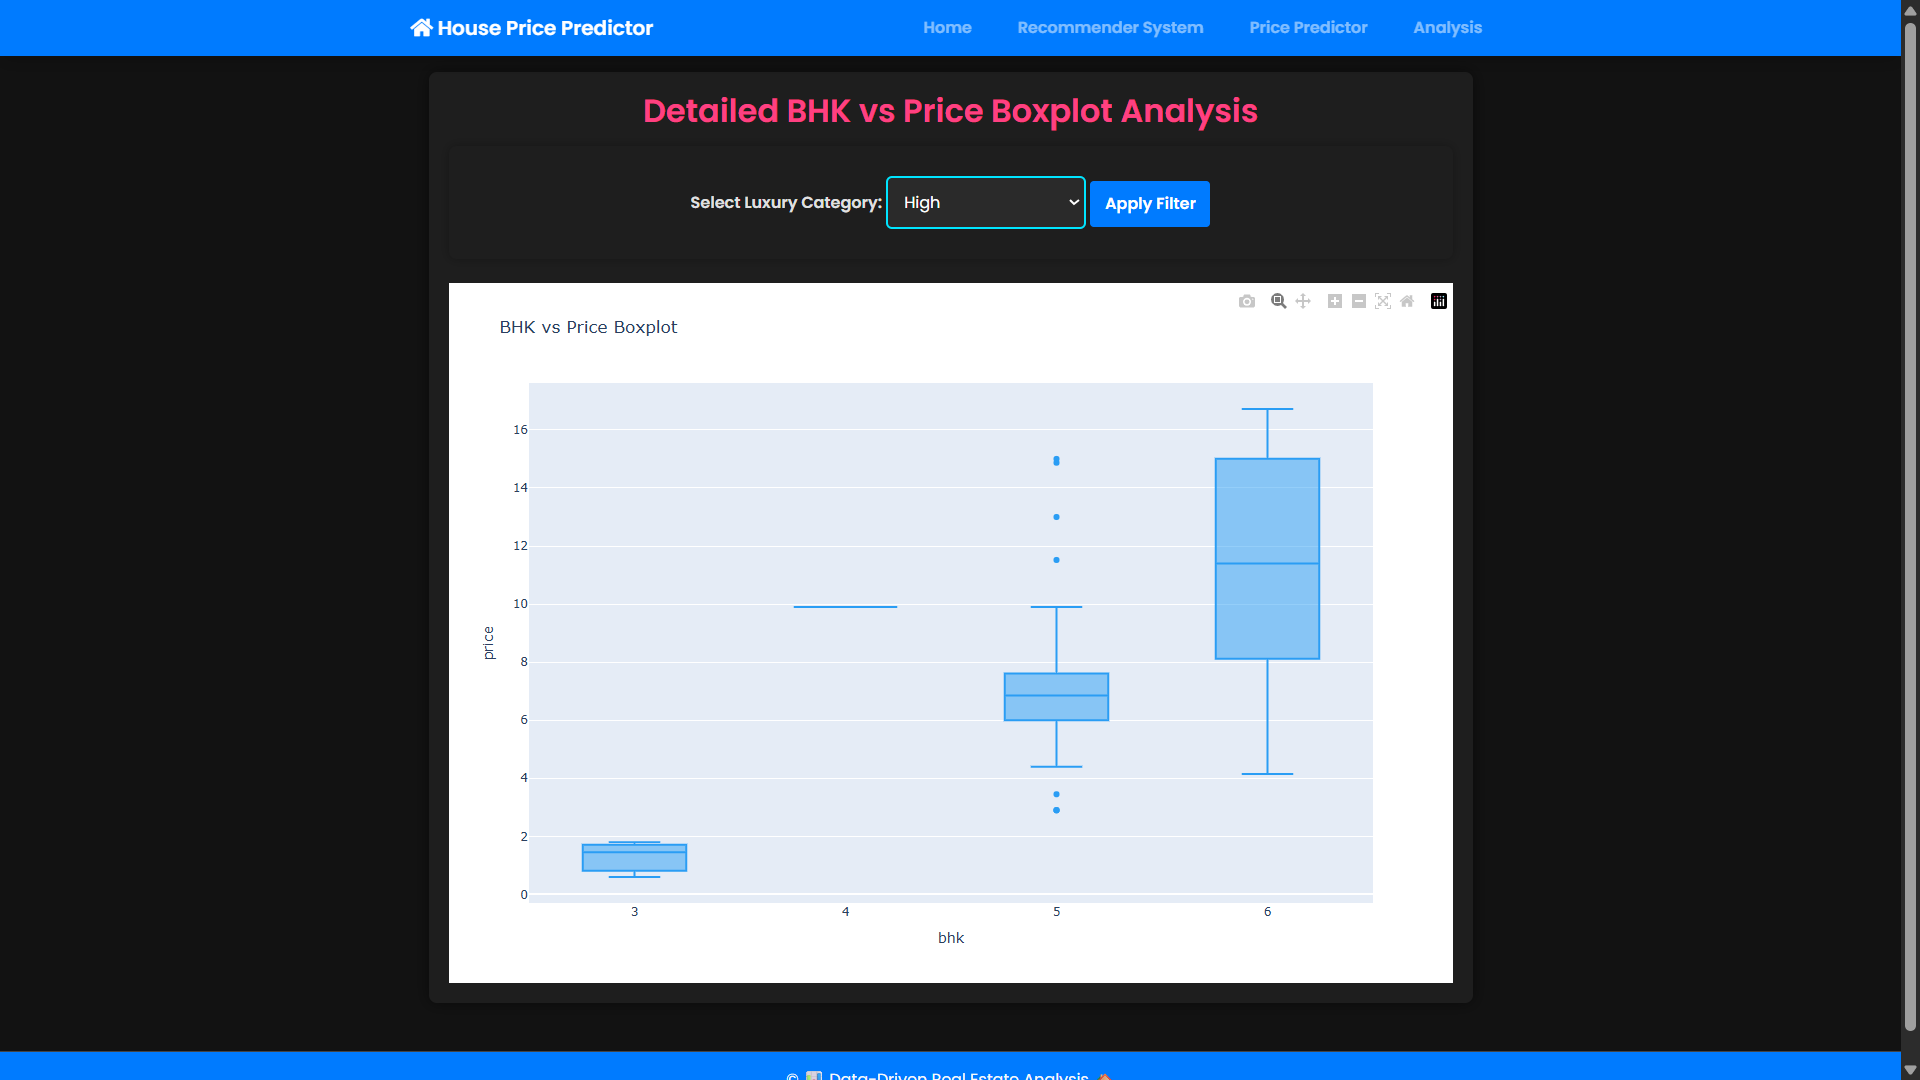 House Price Predictor
Home Recommender System Price Predictor Analysis
Detailed BHK vs Price Boxplot Analysis
Select Luxury Category: High Apply Filter
BHK vs Price Boxplot
16
14
12
10
8
6
4
2
0
price
3 4 5 6
bhk
© Data-Driven Real Estate Analysis